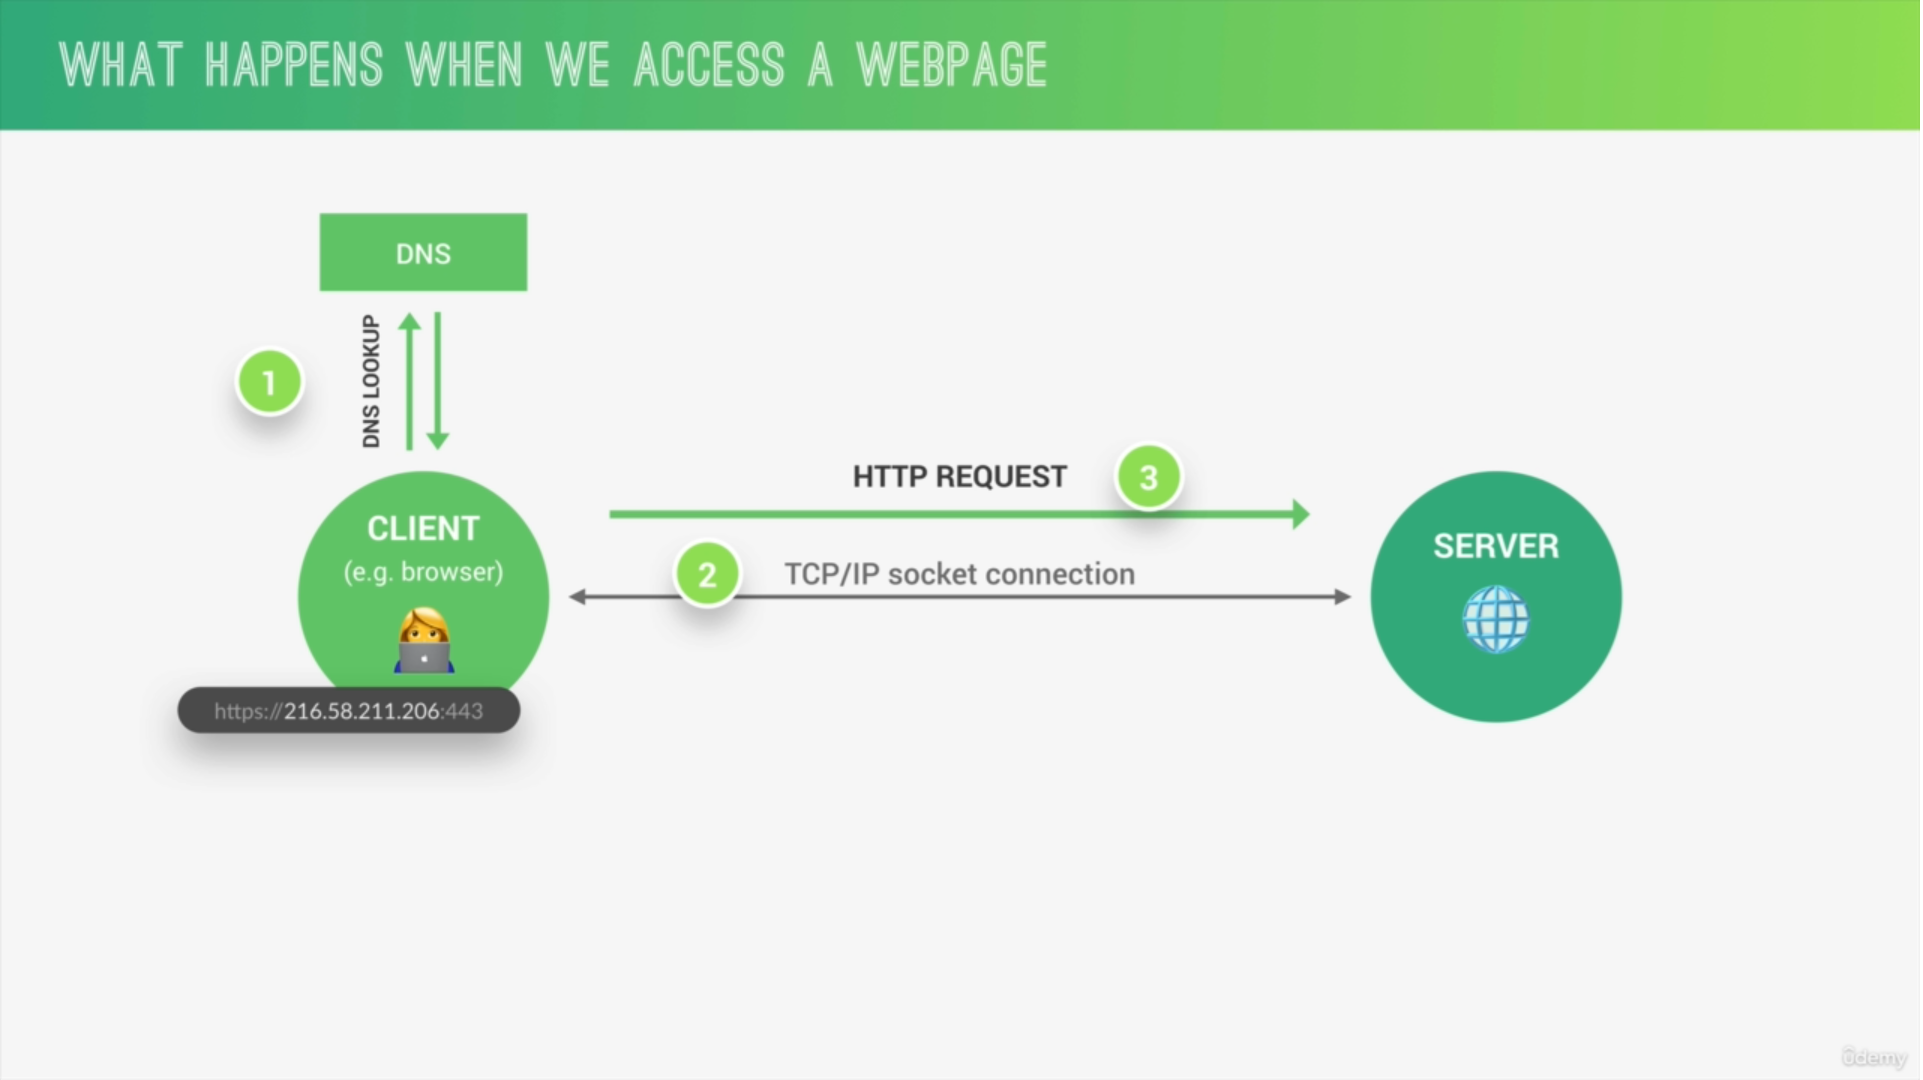 WHAT HAPPENS WHEN WE ACCESS A WEBPAGE
DNS
DNS LOOKUP
1
CLIENT
(e.g. browser)
https://216.58.211.206:443
HTTP REQUEST
3
2
TCP/IP socket connection
SERVER
ûdemy